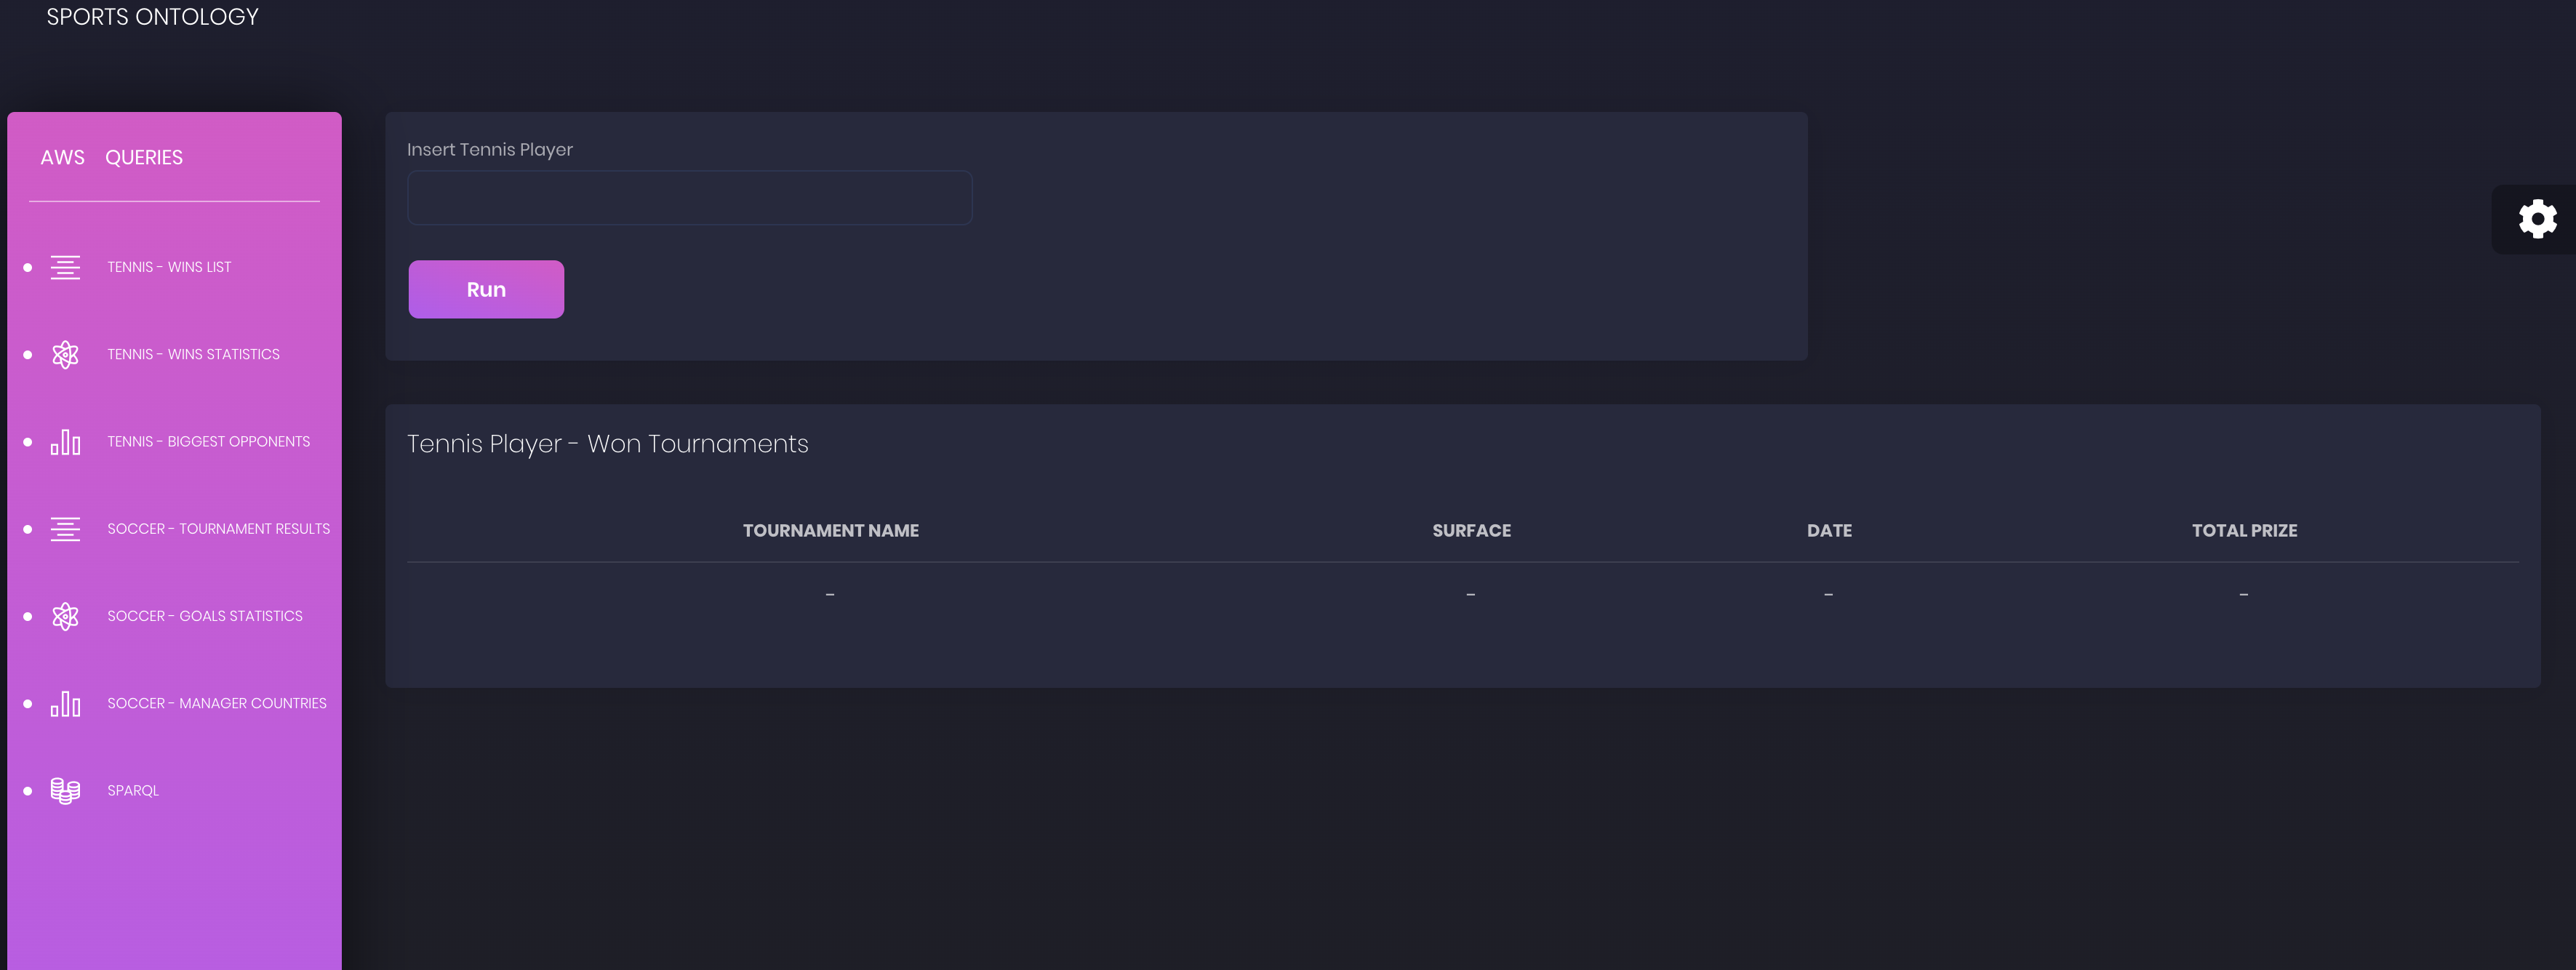 SPORTS ONTOLOGY
AWS QUERIES
TENNIS - WINS LIST
TENNIS - WINS STATISTICS
TENNIS - BIGGEST OPPONENTS
SOCCER - TOURNAMENT RESULTS
SOCCER - GOALS STATISTICS
SOCCER - MANAGER COUNTRIES
SPARQL
Insert Tennis Player
Run
Tennis Player - Won Tournaments
TOURNAMENT NAME SURFACE DATE TOTAL PRIZE
- - - -